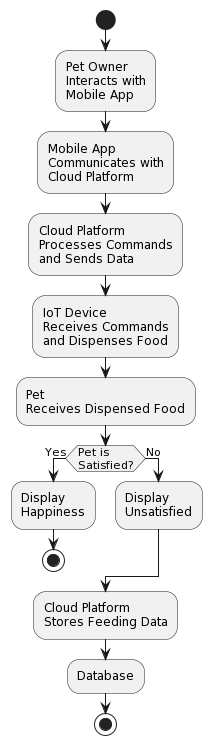 Pet Owner
Interacts with
Mobile App
Mobile App
Communicates with
Cloud Platform
Cloud Platform
Processes Commands
and Sends Data
IoT Device
Receives Commands
and Dispenses Food
Pet
Receives Dispensed Food
Yes
Pet is
Satisfied?
No
Display
Happiness
Display
Unsatisfied
Cloud Platform
Stores Feeding Data
Database